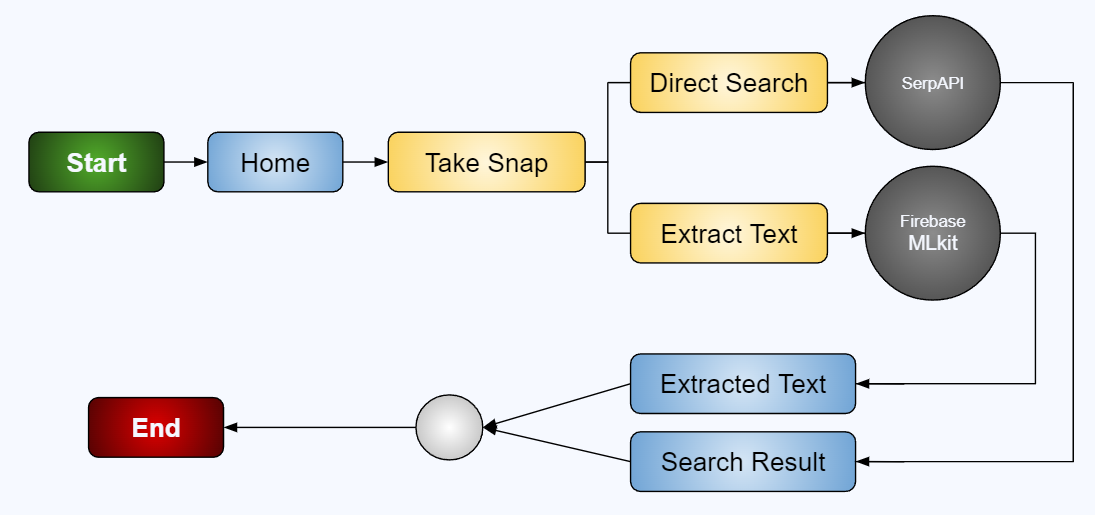 Start
Home
Take Snap
Direct Search
SerpAPI
Extract Text
Firebase
MLkit
Extracted Text
Search Result
End